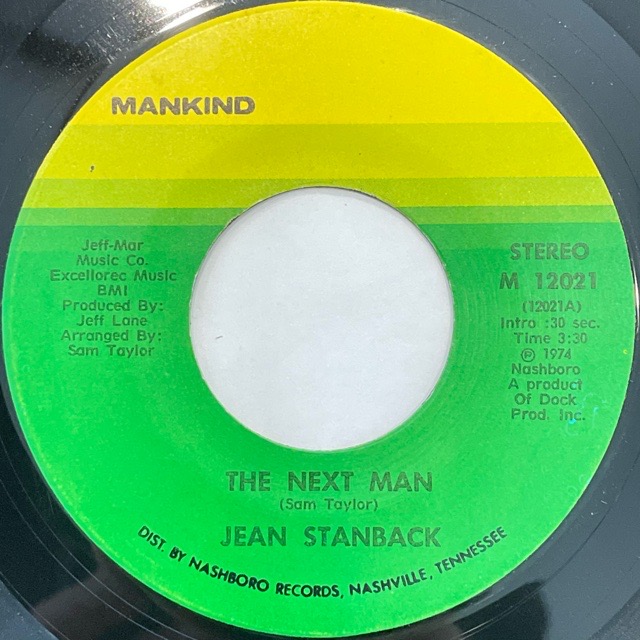 MANKIND
Jeff-Mar
Music Co.
Excellorec Music
BMI
Produced By:
Jeff Lane
Arranged By:
Sam Taylor
STEREO
M 12021
(12021A)
Intro :30 sec.
Time 3:30
℗ 1974
Nashboro
A product
Of Dock
Prod. Inc.
THE NEXT MAN
(Sam Taylor)
JEAN STANBACK
DIST. BY NASHBORO RECORDS, NASHVILLE, TENNESSEE